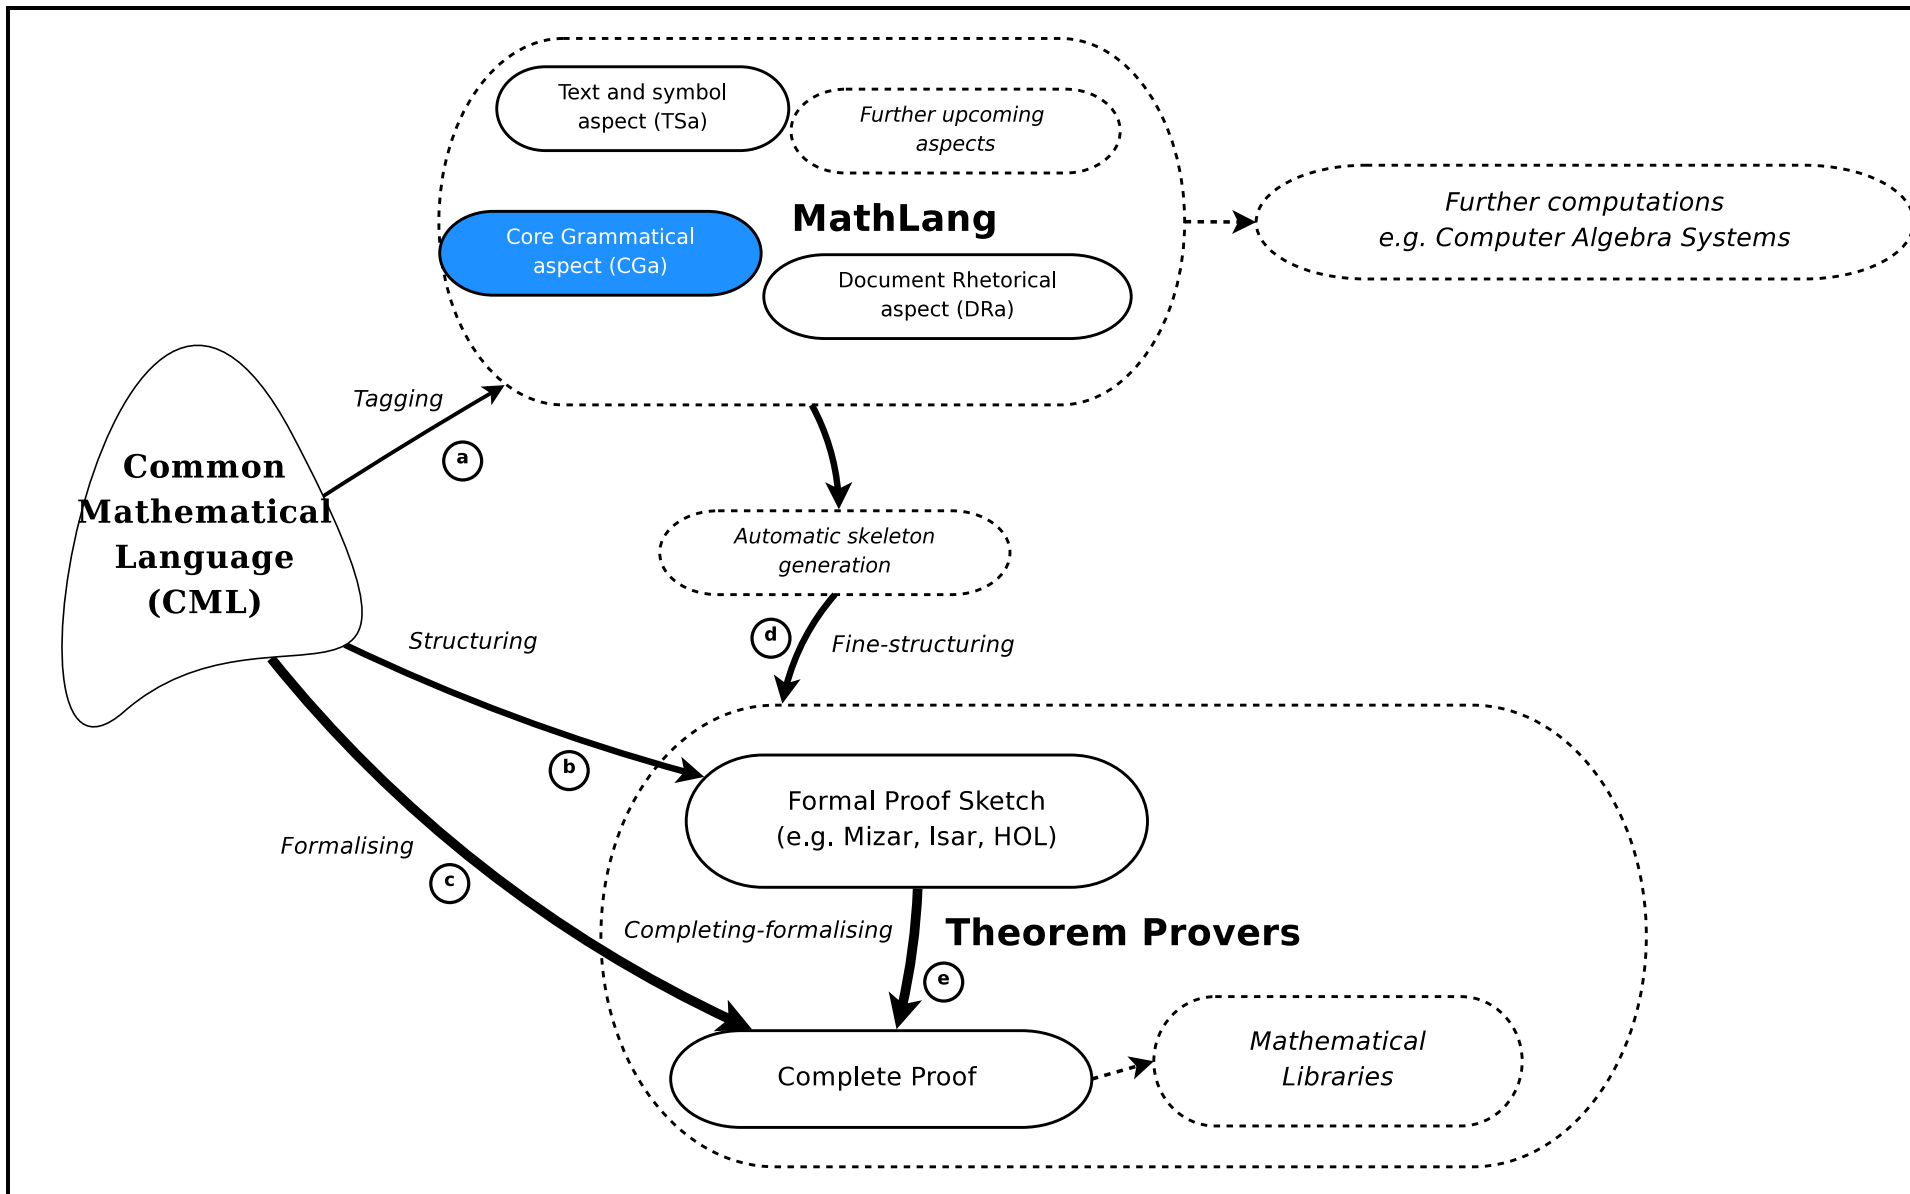 Text and symbol
aspect (TSa)
Further upcoming
aspects
MathLang
Core Grammatical
aspect (CGa)
Document Rhetorical
aspect (DRa)
Further computations
e.g. Computer Algebra Systems
Tagging
a
Common
Mathematical
Language
(CML)
Automatic skeleton
generation
Structuring
d
Fine-structuring
b
Formal Proof Sketch
(e.g. Mizar, Isar, HOL)
Formalising
c
Completing-formalising
Theorem Provers
e
Complete Proof
Mathematical
Libraries